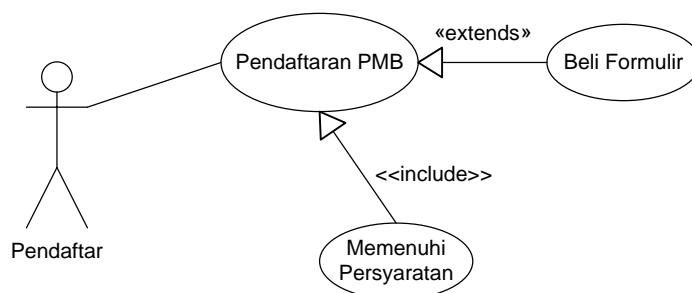 «extends»
Pendaftaran PMB
Beli Formulir
<<include>>
Pendaftar
Memenuhi
Persyaratan